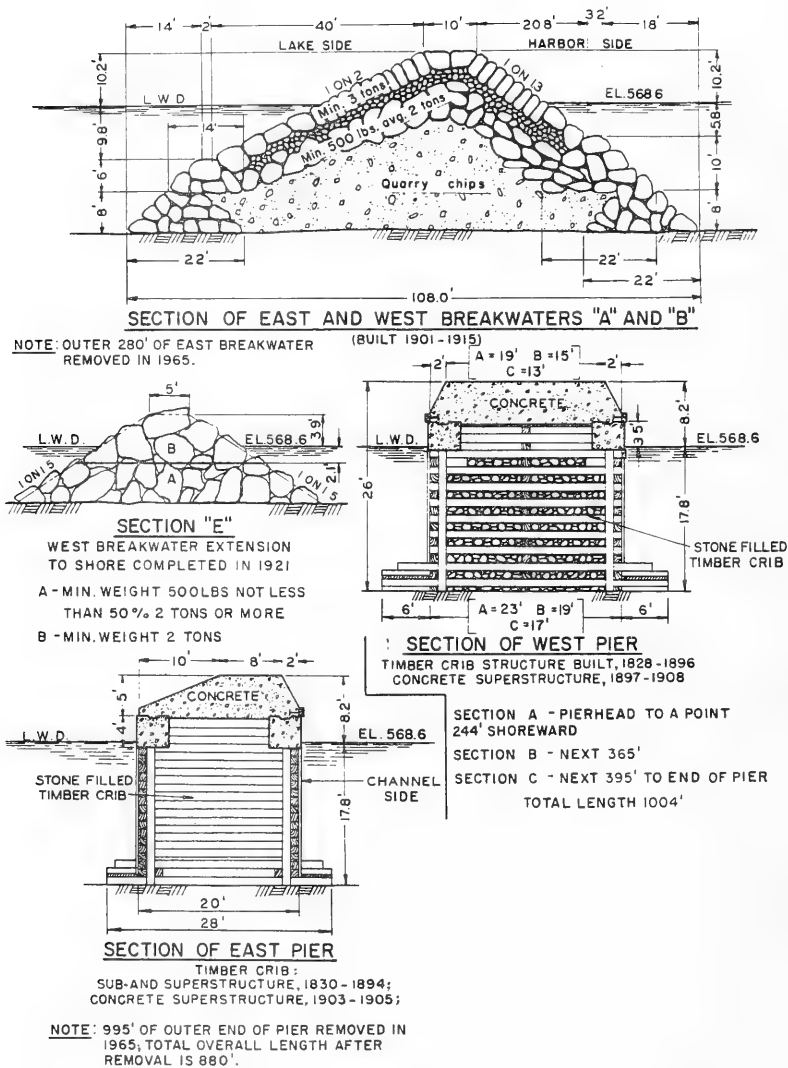 14' 2' 40' 10' 20.8' 32' 18'
LAKE SIDE HARBOR SIDE
10.2' 1 ON 2 1 ON 1.3 10.2'
L W D Min. 3 tons EL. 568 6
9.8' 14' Min. 500 lbs. avg. 2 tons 5.8'
6' 10'
Quarry chips
8' 8'
22' 22'
22'
108.0'
SECTION OF EAST AND WEST BREAKWATERS "A" AND "B"
(BUILT 1901-1915)
NOTE: OUTER 280' OF EAST BREAKWATER
REMOVED IN 1965.
5'
3.9'
L.W.D. B EL. 568.6
1 ON 1.5 A 1 ON 1.5 2.1'
SECTION "E"
WEST BREAKWATER EXTENSION
TO SHORE COMPLETED IN 1921
A-MIN. WEIGHT 500LBS NOT LESS
THAN 50% 2 TONS OR MORE
B -MIN. WEIGHT 2 TONS
2' A = 19' B = 15' 2'
C = 13'
CONCRETE 8.2'
L.W.D. 3 5' EL. 568.6
26' 17.8'
STONE FILLED
TIMBER CRIB
6' A = 23' B = 19' 6'
C = 17'
SECTION OF WEST PIER
TIMBER CRIB STRUCTURE BUILT, 1828-1896
CONCRETE SUPERSTRUCTURE, 1897-1908
SECTION A - PIERHEAD TO A POINT
244' SHOREWARD
SECTION B - NEXT 365'
SECTION C - NEXT 395' TO END OF PIER
TOTAL LENGTH 1004'
10' 8' 2'
5' CONCRETE 8.2'
L.W.D. 4' EL. 568.6
STONE FILLED
TIMBER CRIB
CHANNEL
SIDE
17.8'
20'
28'
SECTION OF EAST PIER
TIMBER CRIB:
SUB-AND SUPERSTRUCTURE, 1830-1894;
CONCRETE SUPERSTRUCTURE, 1903-1905;
NOTE: 995' OF OUTER END OF PIER REMOVED IN
1965; TOTAL OVERALL LENGTH AFTER
REMOVAL IS 880'.